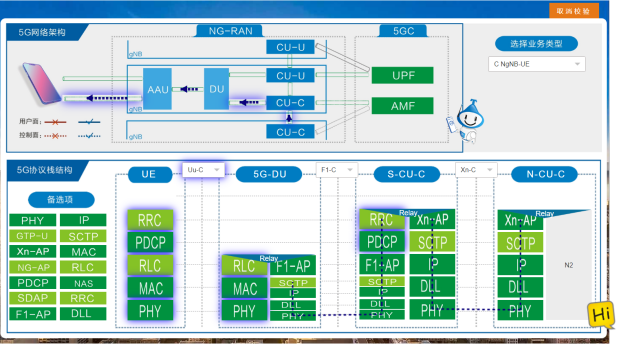 取消校验
5G网络架构
NG-RAN
5GC
选择业务类型
C NgNB-UE
gNB
CU-U
CU-U
UPF
AAU
DU
CU-C
AMF
gNB
用户面:
控制面:
gNB
CU-C
5G协议栈结构
UE
Uu-C
5G-DU
F1-C
S-CU-C
Xn-C
N-CU-C
备选项
PHY IP
GTP-U SCTP
Xn-AP MAC
NG-AP RLC
PDCP NAS
SDAP RRC
F1-AP DLL
RRC
PDCP
RLC
MAC
PHY
Relay
RLC F1-AP
MAC SCTP
IP
DLL
PHY PHY
Relay
RRC Xn-AP
PDCP SCTP
F1-AP IP
SCTP
IP
DLL DLL
PHY PHY
Relay
Xn-AP
SCTP
IP
DLL
PHY
N2
Hi